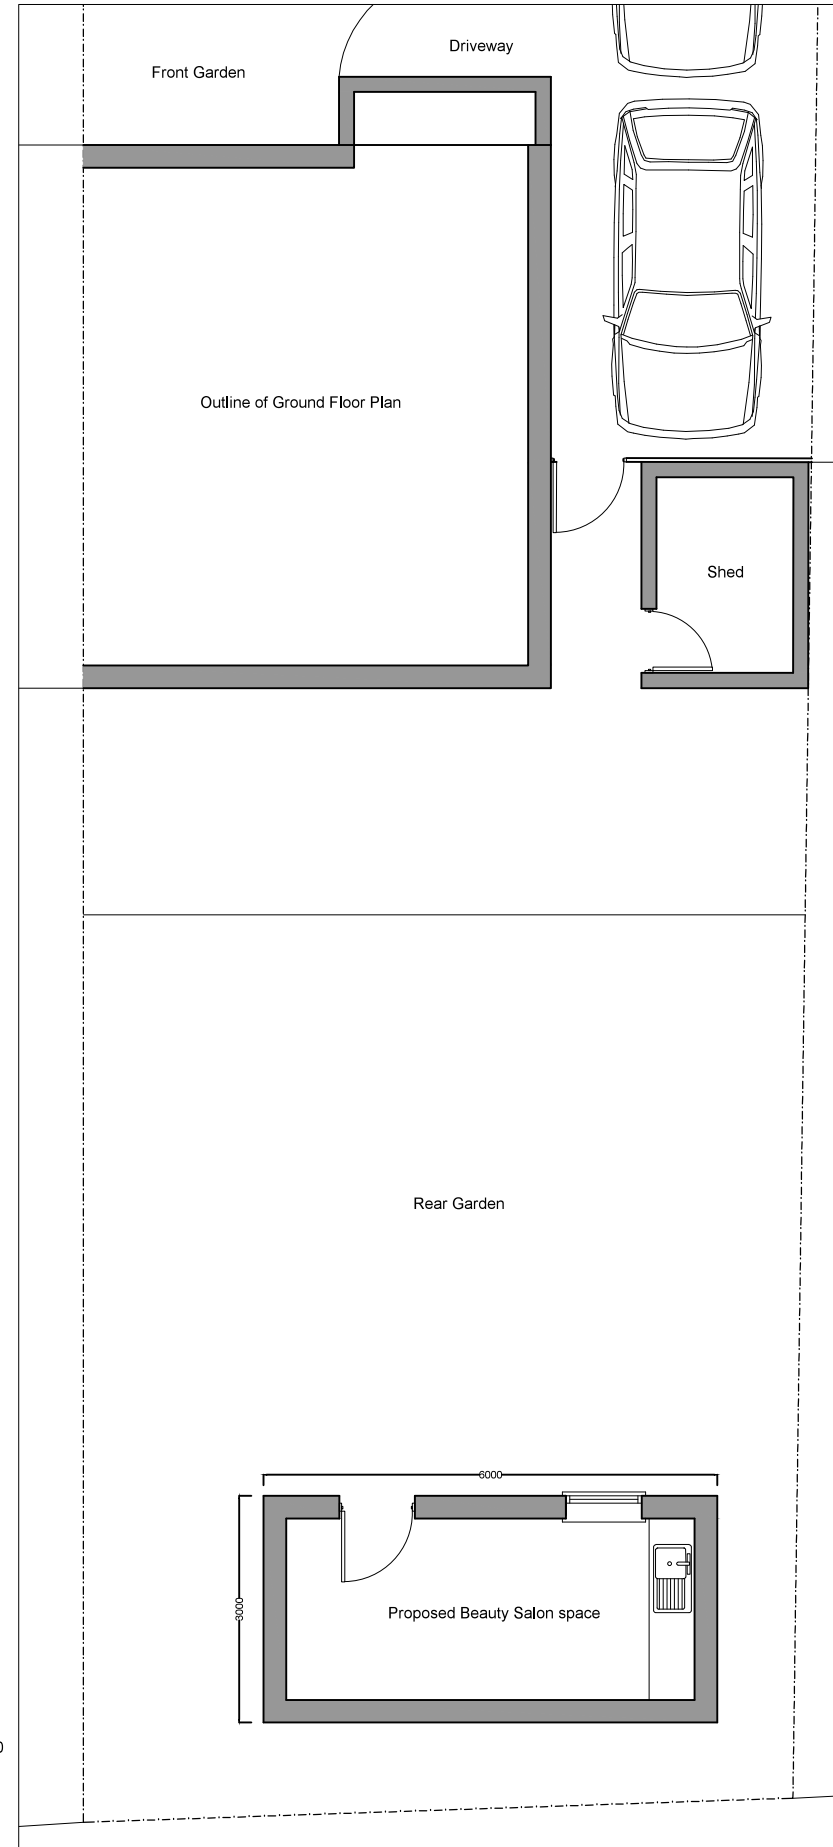 Driveway
Front Garden
Outline of Ground Floor Plan
Shed
Rear Garden
6000
3000
Proposed Beauty Salon space